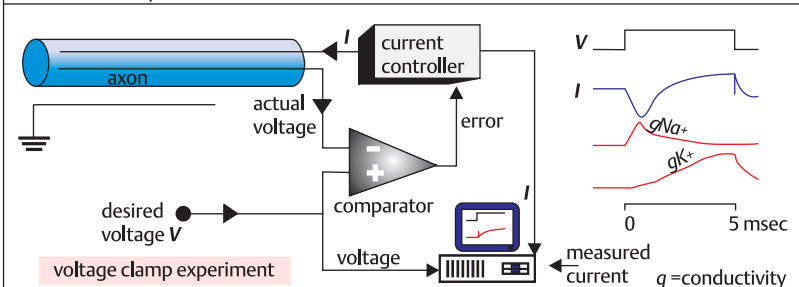 I
current
controller
axon
actual
voltage
error
-
+
comparator
desired
voltage V
I
voltage
voltage clamp experiment
measured
current
V
I
gNa+
gK+
0
5 msec
g =conductivity